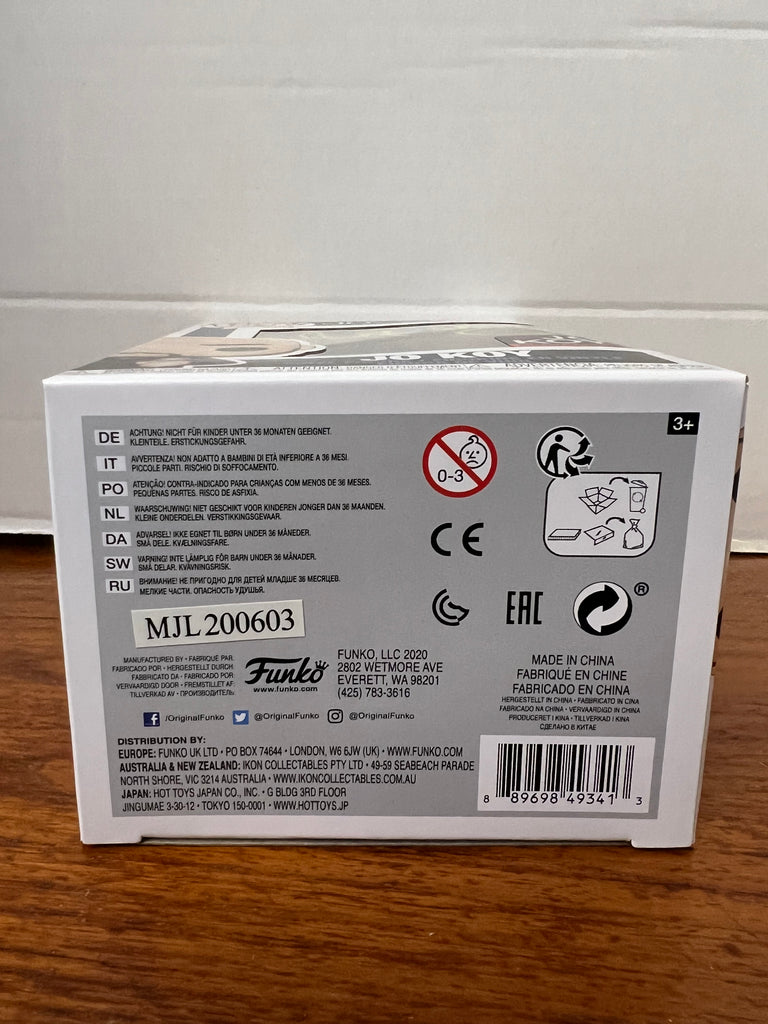 JO KOY
3+
DE ACHTUNG! NICHT FÜR KINDER UNTER 36 MONATEN GEEIGNET.
KLEINTEILE. ERSTICKUNGSGEFAHR.
IT AVVERTENZA! NON ADATTO A BAMBINI DI ETÀ INFERIORE A 36 MESI.
PICCOLE PARTI. RISCHIO DI SOFFOCAMENTO.
PO ATENÇÃO! CONTRA-INDICADO PARA CRIANÇAS COM MENOS DE 36 MESES.
PEQUENAS PARTES. RISCO DE ASFIXIA.
NL WAARSCHUWING! NIET GESCHIKT VOOR KINDEREN JONGER DAN 36 MAANDEN.
KLEINE ONDERDELEN. VERSTIKKINGSGEVAAR.
DA ADVARSEL! IKKE EGNET TIL BØRN UNDER 36 MÅNEDER.
SMÅ DELE. KVÆLNINGSFARE.
SW VARNING! INTE LÄMPLIG FÖR BARN UNDER 36 MÅNADER.
SMÅ DELAR. KVÄVNINGSRISK.
RU ВНИМАНИЕ! НЕ ПРИГОДНО ДЛЯ ДЕТЕЙ МЛАДШЕ 36 МЕСЯЦЕВ.
МЕЛКИЕ ЧАСТИ. ОПАСНОСТЬ УДУШЬЯ.
0-3
CE
EAC
®
MJL 200603
MANUFACTURED BY • FABRIQUÉ PAR
FABRICADO POR • HERGESTELLT DURCH
FABBRICATO DA • FABRICADO POR
VERVAARDIGD DOOR • FREMSTILLET AF:
TILLVERKAD AV • ПРОИЗВОДИТЕЛЬ:
Funko
www.funko.com
FUNKO, LLC 2020
2802 WETMORE AVE
EVERETT, WA 98201
(425) 783-3616
MADE IN CHINA
FABRIQUÉ EN CHINE
FABRICADO EN CHINA
HERGESTELLT IN CHINA • FABBRICATO IN CINA
FABRICADO NA CHINA • VERVAARDIGD IN CHINA
PRODUCERET I KINA • TILLVERKAD I KINA
СДЕЛАНО В КИТАЕ
/OriginalFunko @OriginalFunko @OriginalFunko
DISTRIBUTION BY:
EUROPE: FUNKO UK LTD • PO BOX 74644 • LONDON, W6 6JW (UK) • WWW.FUNKO.COM
AUSTRALIA & NEW ZEALAND: IKON COLLECTABLES PTY LTD • 49-59 SEABEACH PARADE
NORTH SHORE, VIC 3214 AUSTRALIA • WWW.IKONCOLLECTABLES.COM.AU
JAPAN: HOT TOYS JAPAN CO., INC. • G BLDG 3RD FLOOR
JINGUMAE 3-30-12 • TOKYO 150-0001 • WWW.HOTTOYS.JP
8 89698 49341 3